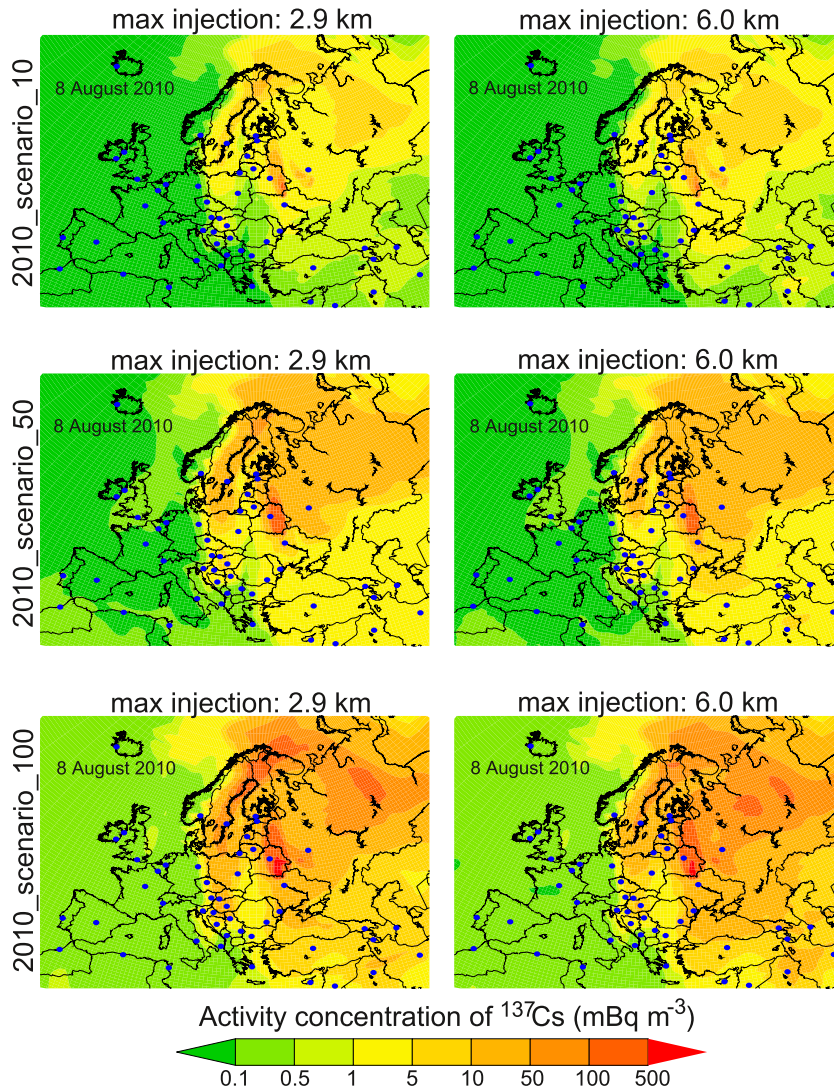 max injection: 2.9 km
max injection: 6.0 km
2010_scenario_10
8 August 2010
8 August 2010
max injection: 2.9 km
max injection: 6.0 km
2010_scenario_50
8 August 2010
8 August 2010
max injection: 2.9 km
max injection: 6.0 km
2010_scenario_100
8 August 2010
8 August 2010
Activity concentration of ¹³⁷Cs (mBq m⁻³)
0.1 0.5 1 5 10 50 100 500